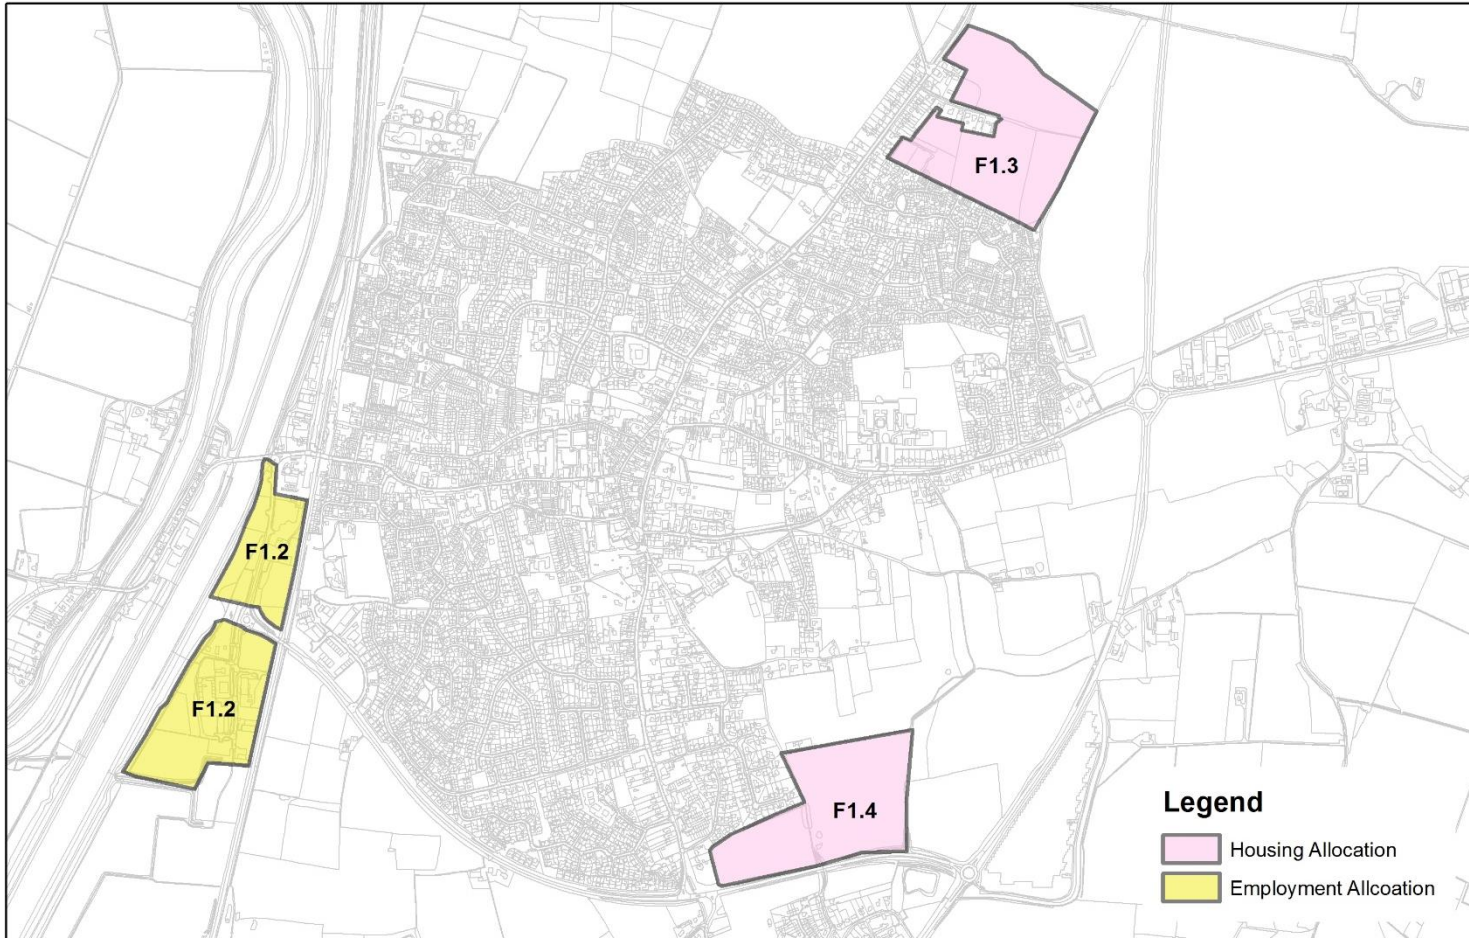 F1.3
F1.2
F1.2
F1.4
Legend
Housing Allocation
Employment Allcoation